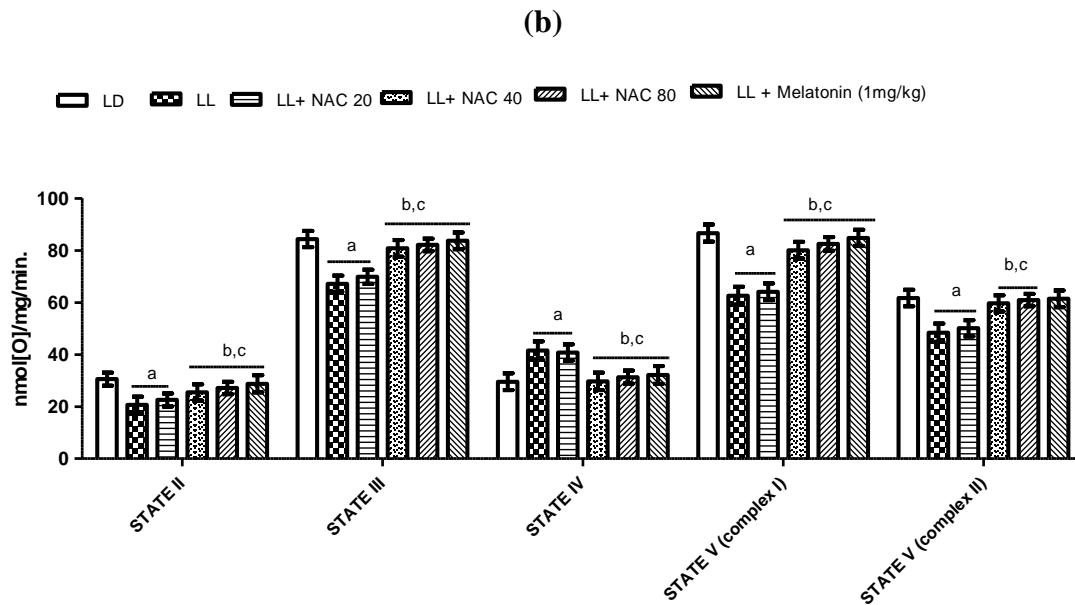 (b)
LD LL LL+ NAC 20 LL+ NAC 40 LL+ NAC 80 LL + Melatonin (1mg/kg)
nmol[O]/mg/min.
100
80
60
40
20
0
a
b,c
a
b,c
a
b,c
a
b,c
a
b,c
STATE II
STATE III
STATE IV
STATE V (complex I)
STATE V (complex II)